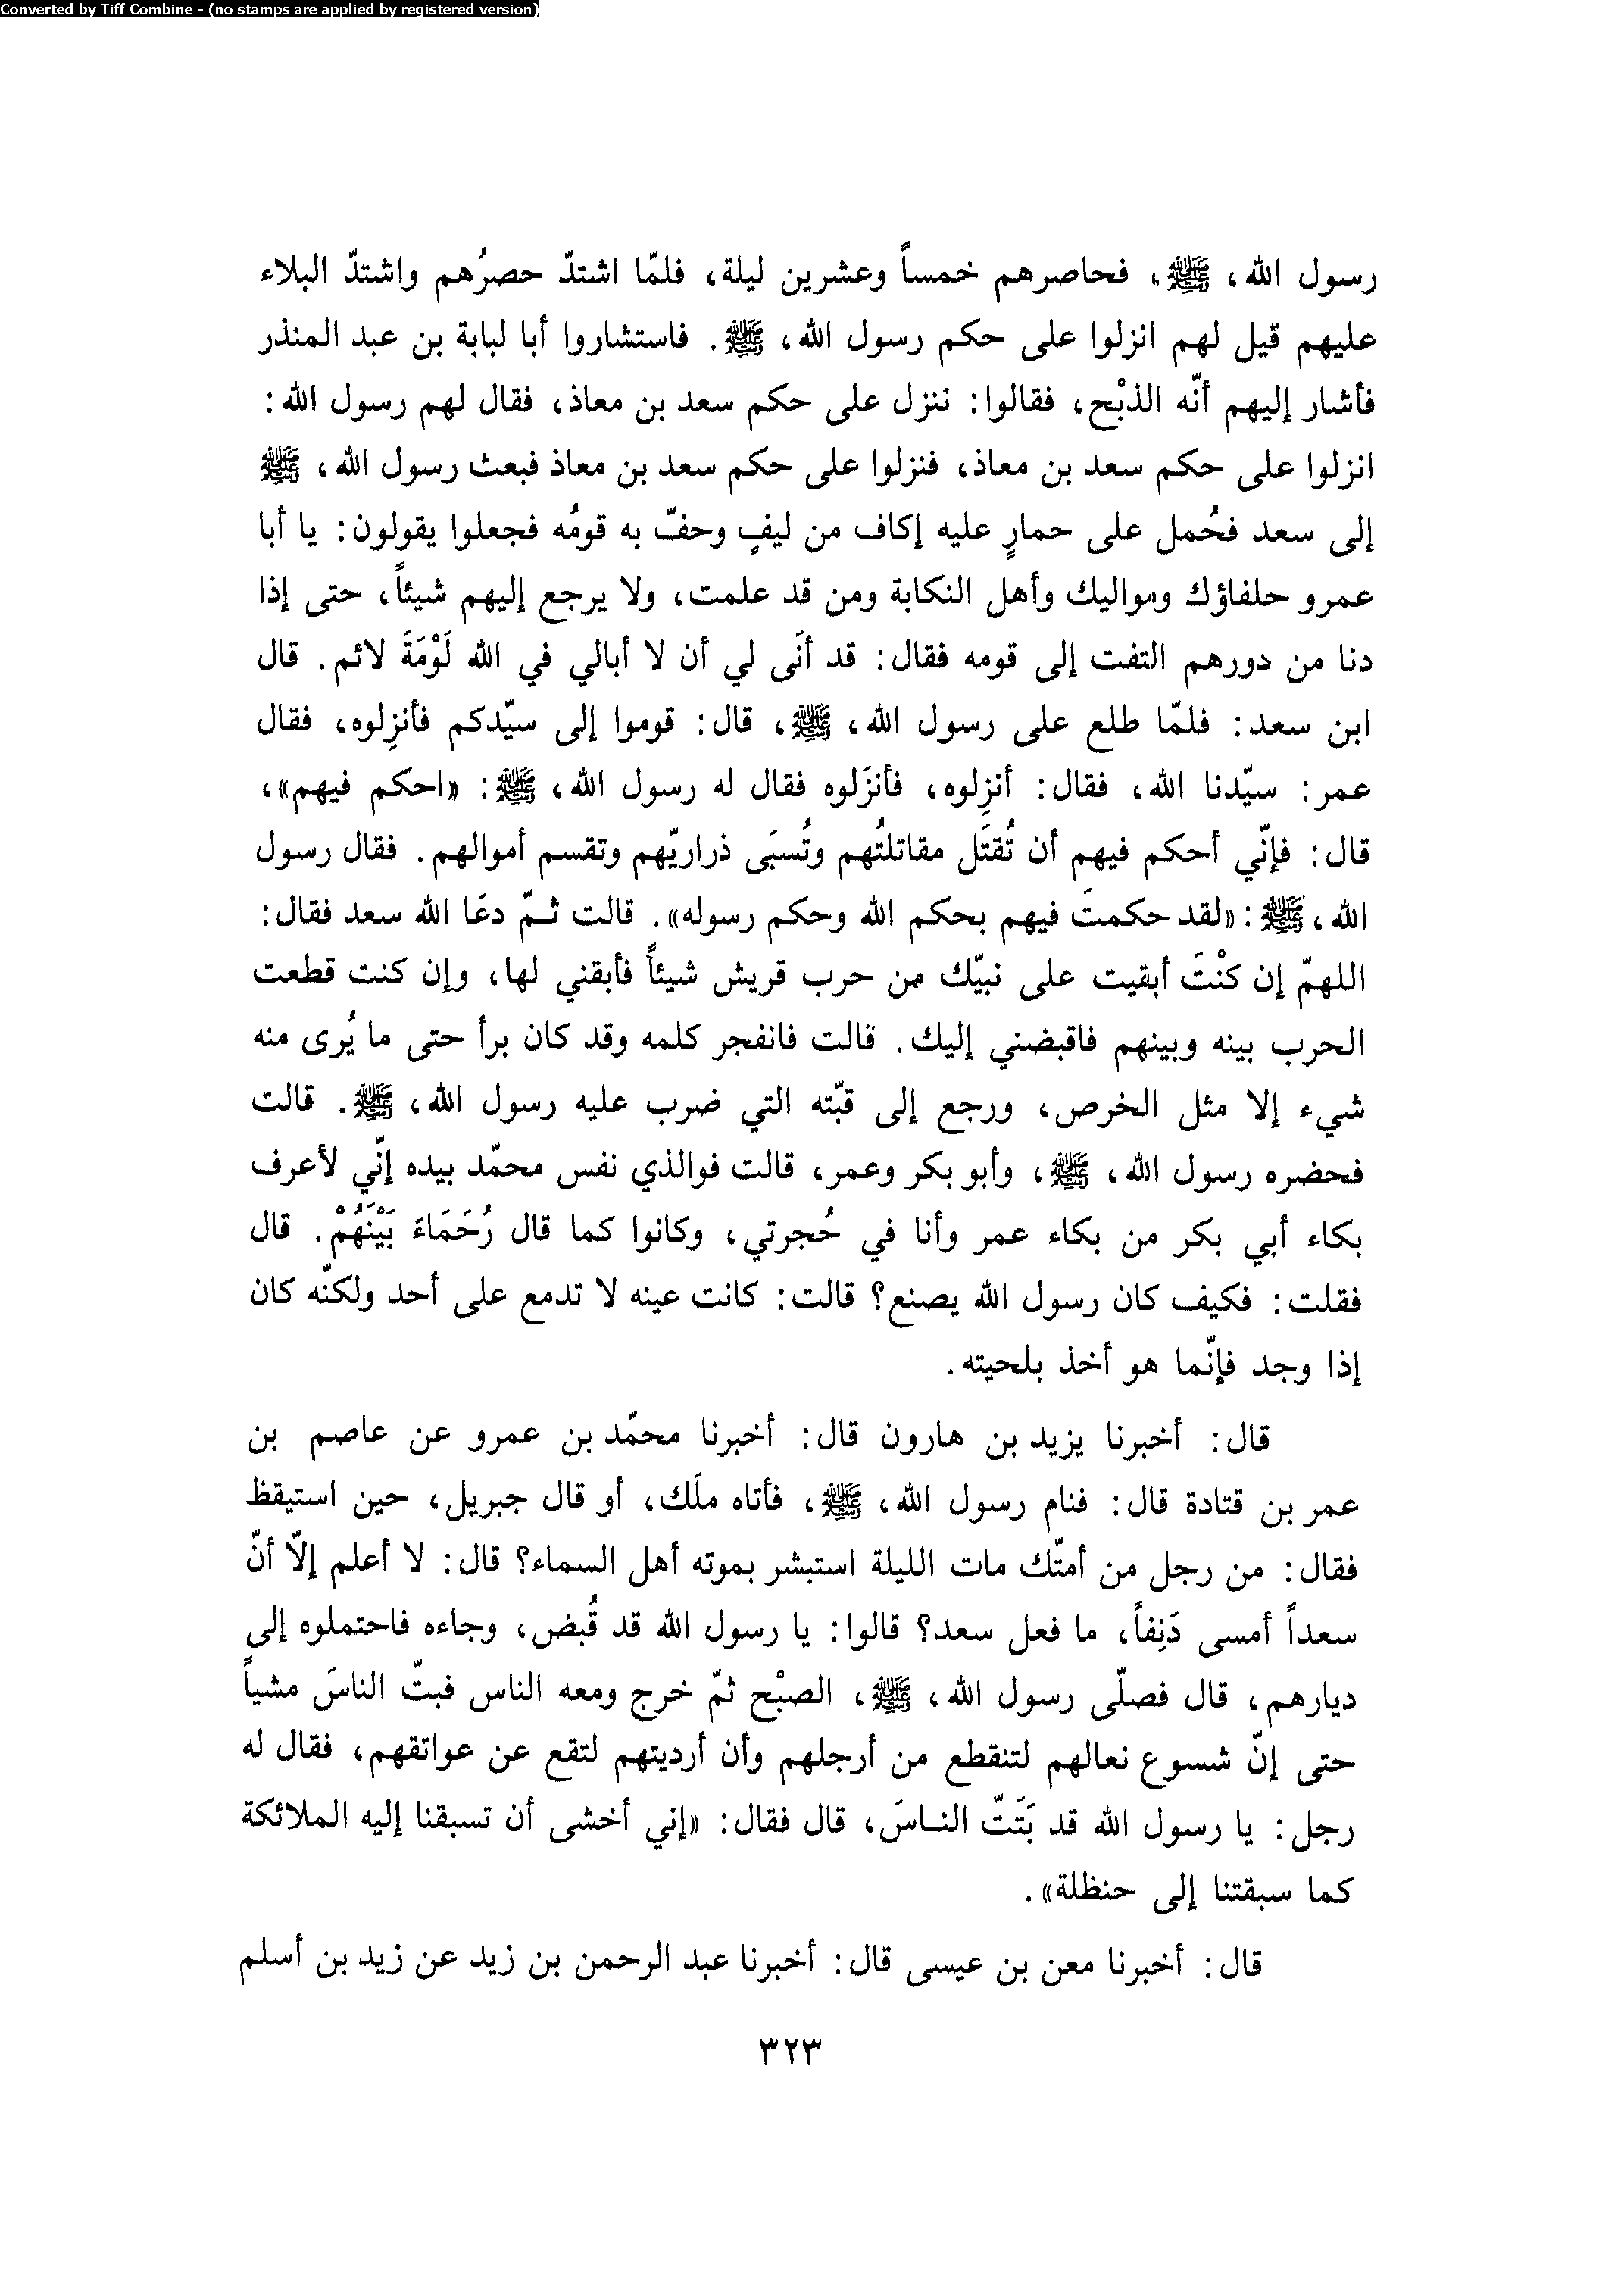 Converted by Tiff Combine - (no stamps are applied by registered version)
رسول الله، ﷺ، فحاصرهم خمساً وعشرين ليلة، فلمّا اشتدّ حصرُهم واشتدّ البلاء
عليهم قيل لهم انزلوا على حكم رسول الله، ﷺ. فاستشاروا أبا لبابة بن عبد المنذر
فأشار إليهم أنّه الذبْح، فقالوا: ننزل على حكم سعد بن معاذ، فقال لهم رسول الله:
انزلوا على حكم سعد بن معاذ، فنزلوا على حكم سعد بن معاذ فبعث رسول الله، ﷺ
إلى سعد فحُمل على حمارٍ عليه إكاف من ليفٍ وحفّ به قومُه فجعلوا يقولون: يا أبا
عمرو حلفاؤك ومواليك وأهل النكابة ومن قد علمت، ولا يرجع إليهم شيئاً، حتى إذا
دنا من دورهم التفت إلى قومه فقال: قد أنَى لي أن لا أبالي في الله لَوْمَةَ لائم. قال
ابن سعد: فلمّا طلع على رسول الله، ﷺ، قال: قوموا إلى سيّدكم فأنزِلوه، فقال
عمر: سيّدنا الله، فقال: أنزِلوه، فأنزَلوه فقال له رسول الله، ﷺ: «احكم فيهم»،
قال: فإنّي أحكم فيهم أن تُقتَل مقاتلتُهم وتُسبَى ذراريّهم وتقسم أموالهم. فقال رسول
الله، ﷺ: «لقد حكمتَ فيهم بحكم الله وحكم رسوله». قالت ثمّ دعَا الله سعد فقال:
اللهمّ إن كنْتَ أبقيت على نبيّك من حرب قريش شيئاً فأبقني لها، وإن كنت قطعت
الحرب بينه وبينهم فاقبضني إليك. قالت فانفجر كلمه وقد كان برأ حتى ما يُرى منه
شيء إلا مثل الخرص، ورجع إلى قبّته التي ضرب عليه رسول الله، ﷺ. قالت
فحضره رسول الله، ﷺ، وأبو بكر وعمر، قالت فوالذي نفس محمّد بيده إنّي لأعرف
بكاء أبي بكر من بكاء عمر وأنا في حُجرتي، وكانوا كما قال رُحَمَاءَ بَيْنَهُمْ. قال
فقلت: فكيف كان رسول الله يصنع؟ قالت: كانت عينه لا تدمع على أحد ولكنّه كان
إذا وجد فإنّما هو أخذ بلحيته.
قال: أخبرنا يزيد بن هارون قال: أخبرنا محمّد بن عمرو عن عاصم بن
عمر بن قتادة قال: فنام رسول الله، ﷺ، فأتاه ملَك، أو قال جبريل، حين استيقظ
فقال: من رجل من أمتّك مات الليلة استبشر بموته أهل السماء؟ قال: لا أعلم إلاّ أنّ
سعداً أمسى دَنِفاً، ما فعل سعد؟ قالوا: يا رسول الله قد قُبض، وجاءه فاحتملوه إلى
ديارهم، قال فصلّى رسول الله، ﷺ، الصبْح ثمّ خرج ومعه الناس فبتّ الناسَ مشياً
حتى إنّ شسوع نعالهم لتنقطع من أرجلهم وأن أرديتهم لتقع عن عواتقهم، فقال له
رجل: يا رسول الله قد بَتَتّ الناسَ، قال فقال: «إني أخشى أن تسبقنا إليه الملائكة
كما سبقتنا إلى حنظلة».
قال: أخبرنا معن بن عيسى قال: أخبرنا عبد الرحمن بن زيد عن زيد بن أسلم
٣٢٣